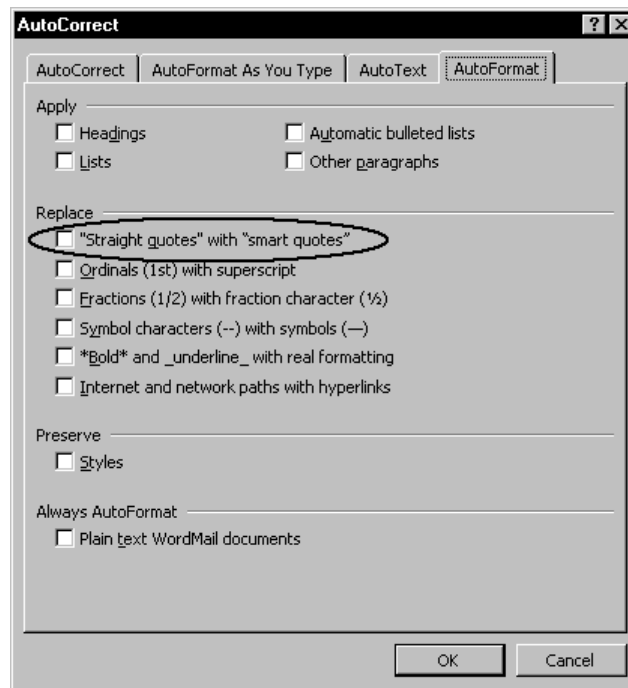 AutoCorrect
AutoCorrect AutoFormat As You Type AutoText AutoFormat
Apply
Headings Automatic bulleted lists
Lists Other paragraphs
Replace
"Straight quotes" with “smart quotes”
Ordinals (1st) with superscript
Fractions (1/2) with fraction character (½)
Symbol characters (--) with symbols (—)
*Bold* and _underline_ with real formatting
Internet and network paths with hyperlinks
Preserve
Styles
Always AutoFormat
Plain text WordMail documents
OK Cancel